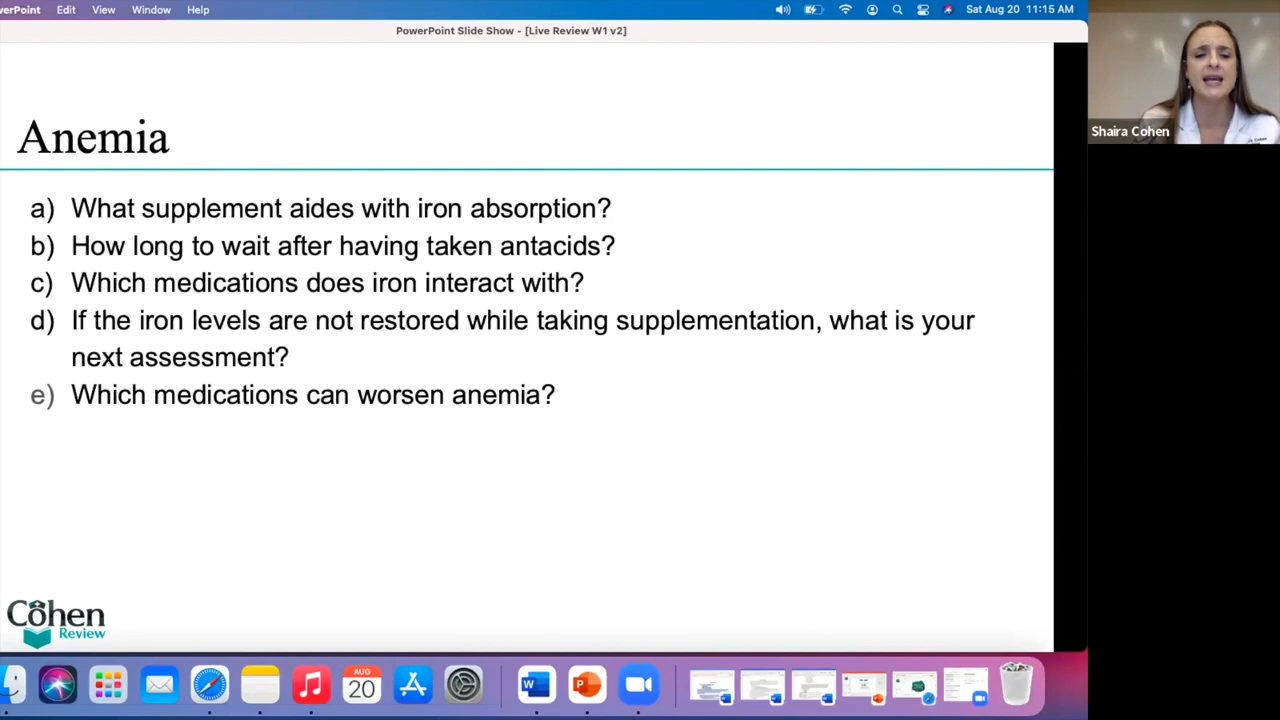 erPoint Edit View Window Help Sat Aug 20 11:15 AM
PowerPoint Slide Show - [Live Review W1 v2]
Anemia
Shaira Cohen
a) What supplement aides with iron absorption?
b) How long to wait after having taken antacids?
c) Which medications does iron interact with?
d) If the iron levels are not restored while taking supplementation, what is your
next assessment?
e) Which medications can worsen anemia?
Cohen
Review
AUG
20
W
P